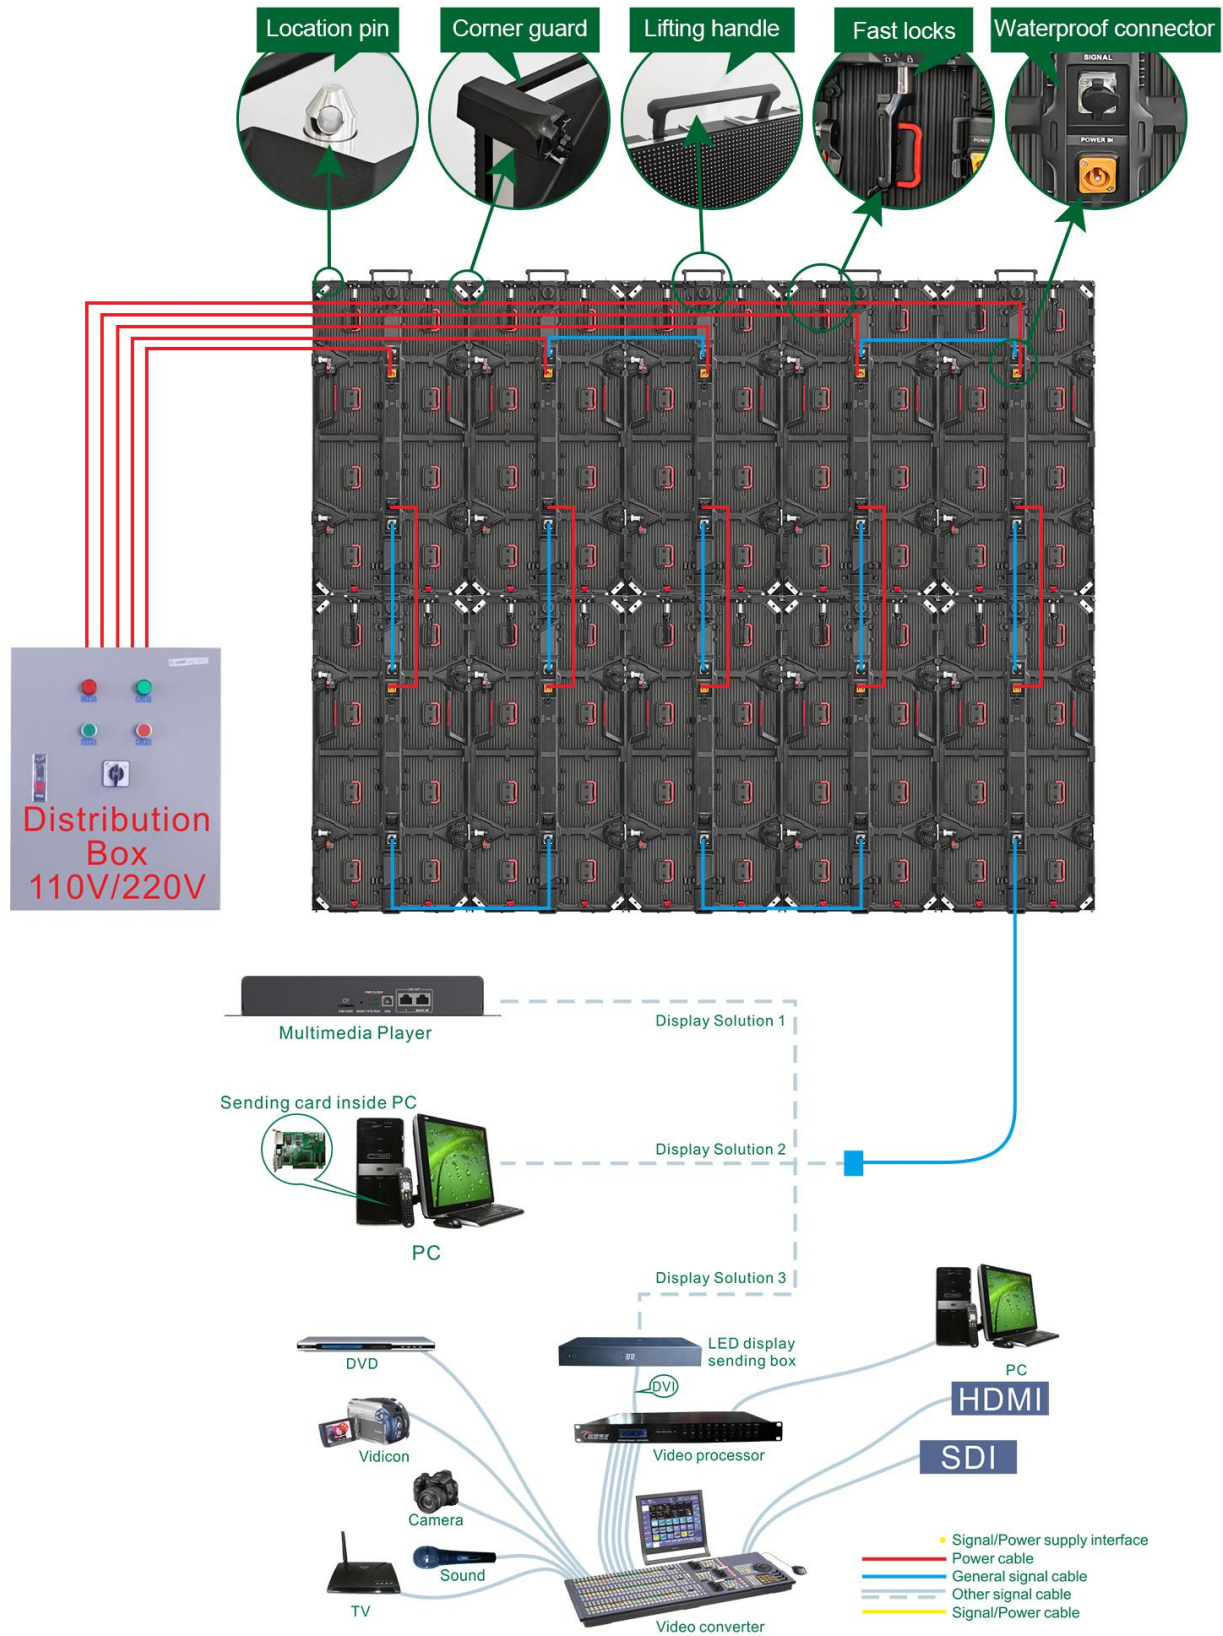 Location pin
Corner guard
Lifting handle
Fast locks
Waterproof connector
SIGNAL
POWER IN
Distribution
Box
110V/220V
Multimedia Player
Display Solution 1
Sending card inside PC
Display Solution 2
PC
Display Solution 3
LED display
sending box
DVD
DVI
PC
HDMI
Vidicon
Video processor
SDI
Camera
Sound
TV
Video converter
Signal/Power supply interface
Power cable
General signal cable
Other signal cable
Signal/Power cable